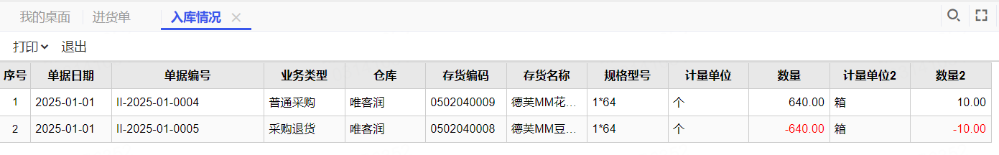 我的桌面 进货单 入库情况
打印 退出
序号 单据日期 单据编号 业务类型 仓库 存货编码 存货名称 规格型号 计量单位 数量 计量单位2 数量2
1 2025-01-01 II-2025-01-0004 普通采购 唯客润 0502040009 德芙MM花... 1*64 个 640.00 箱 10.00
2 2025-01-01 II-2025-01-0005 采购退货 唯客润 0502040008 德芙MM豆... 1*64 个 -640.00 箱 -10.00